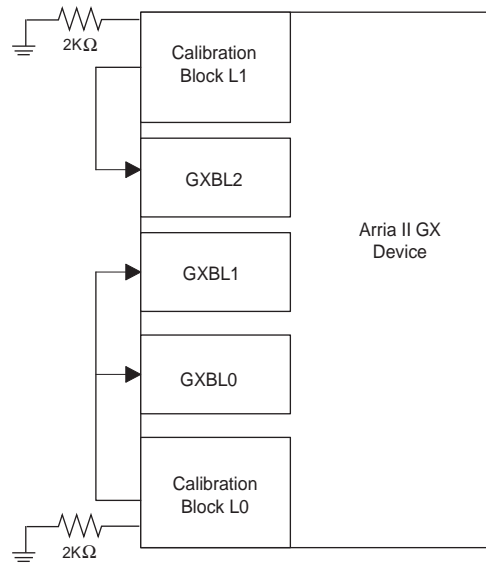 2KΩ
Calibration
Block L1
GXBL2
Arria II GX
Device
GXBL1
GXBL0
Calibration
Block L0
2KΩ